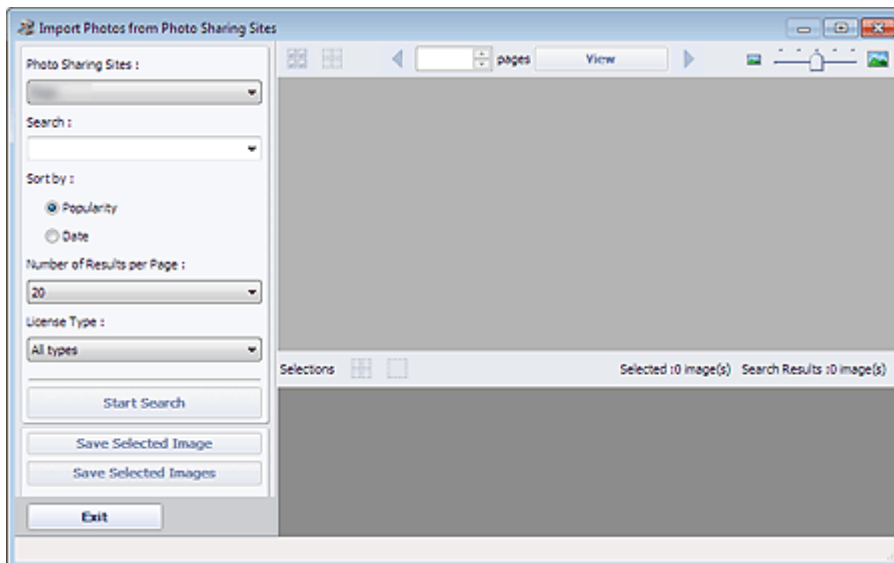 Import Photos from Photo Sharing Sites
Photo Sharing Sites :
Search :
Sort by :
Popularity
Date
Number of Results per Page :
20
License Type :
All types
Start Search
Save Selected Image
Save Selected Images
Exit
pages
View
Selections
Selected :0 image(s)
Search Results :0 image(s)